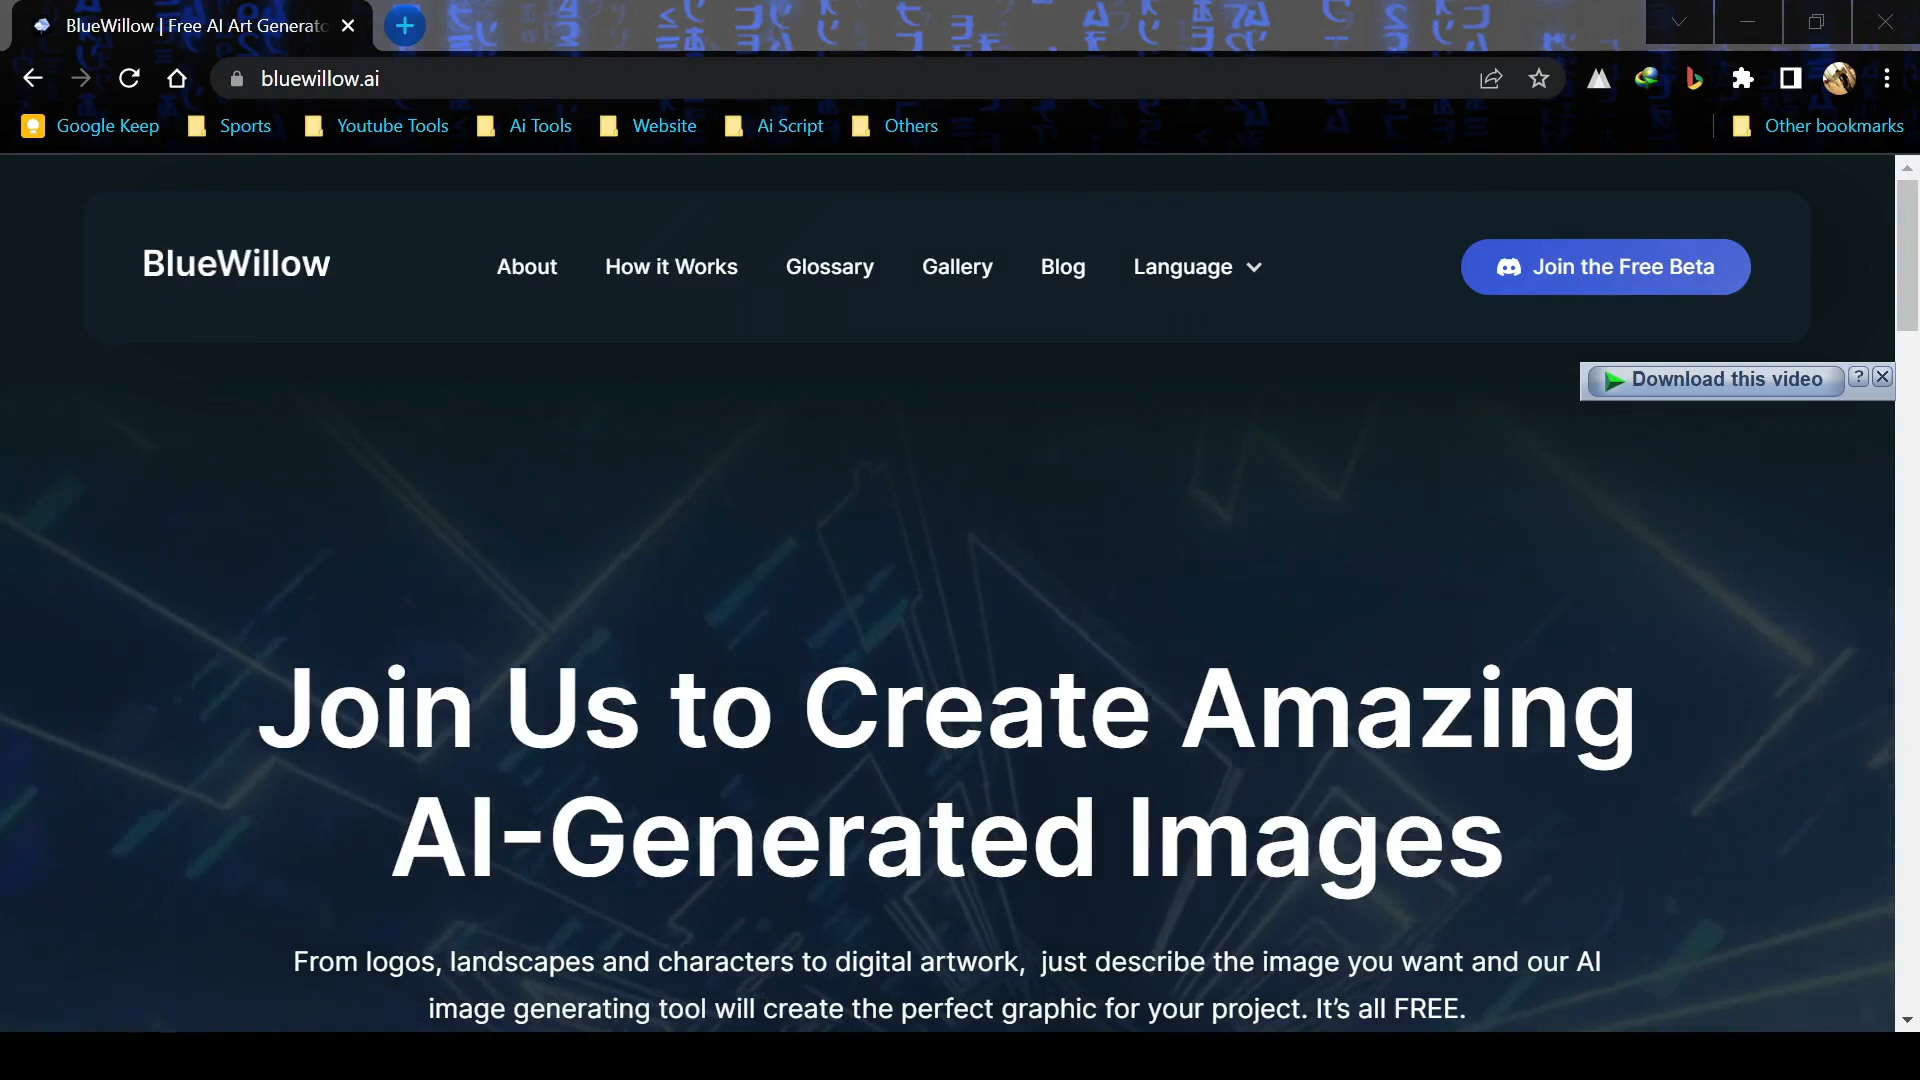 BlueWillow | Free AI Art Generato
bluewillow.ai
Google Keep Sports Youtube Tools Ai Tools Website Ai Script Others Other bookmarks
BlueWillow About How it Works Glossary Gallery Blog Language Join the Free Beta
Download this video ?
Join Us to Create Amazing
AI-Generated Images
From logos, landscapes and characters to digital artwork, just describe the image you want and our AI
image generating tool will create the perfect graphic for your project. It’s all FREE.